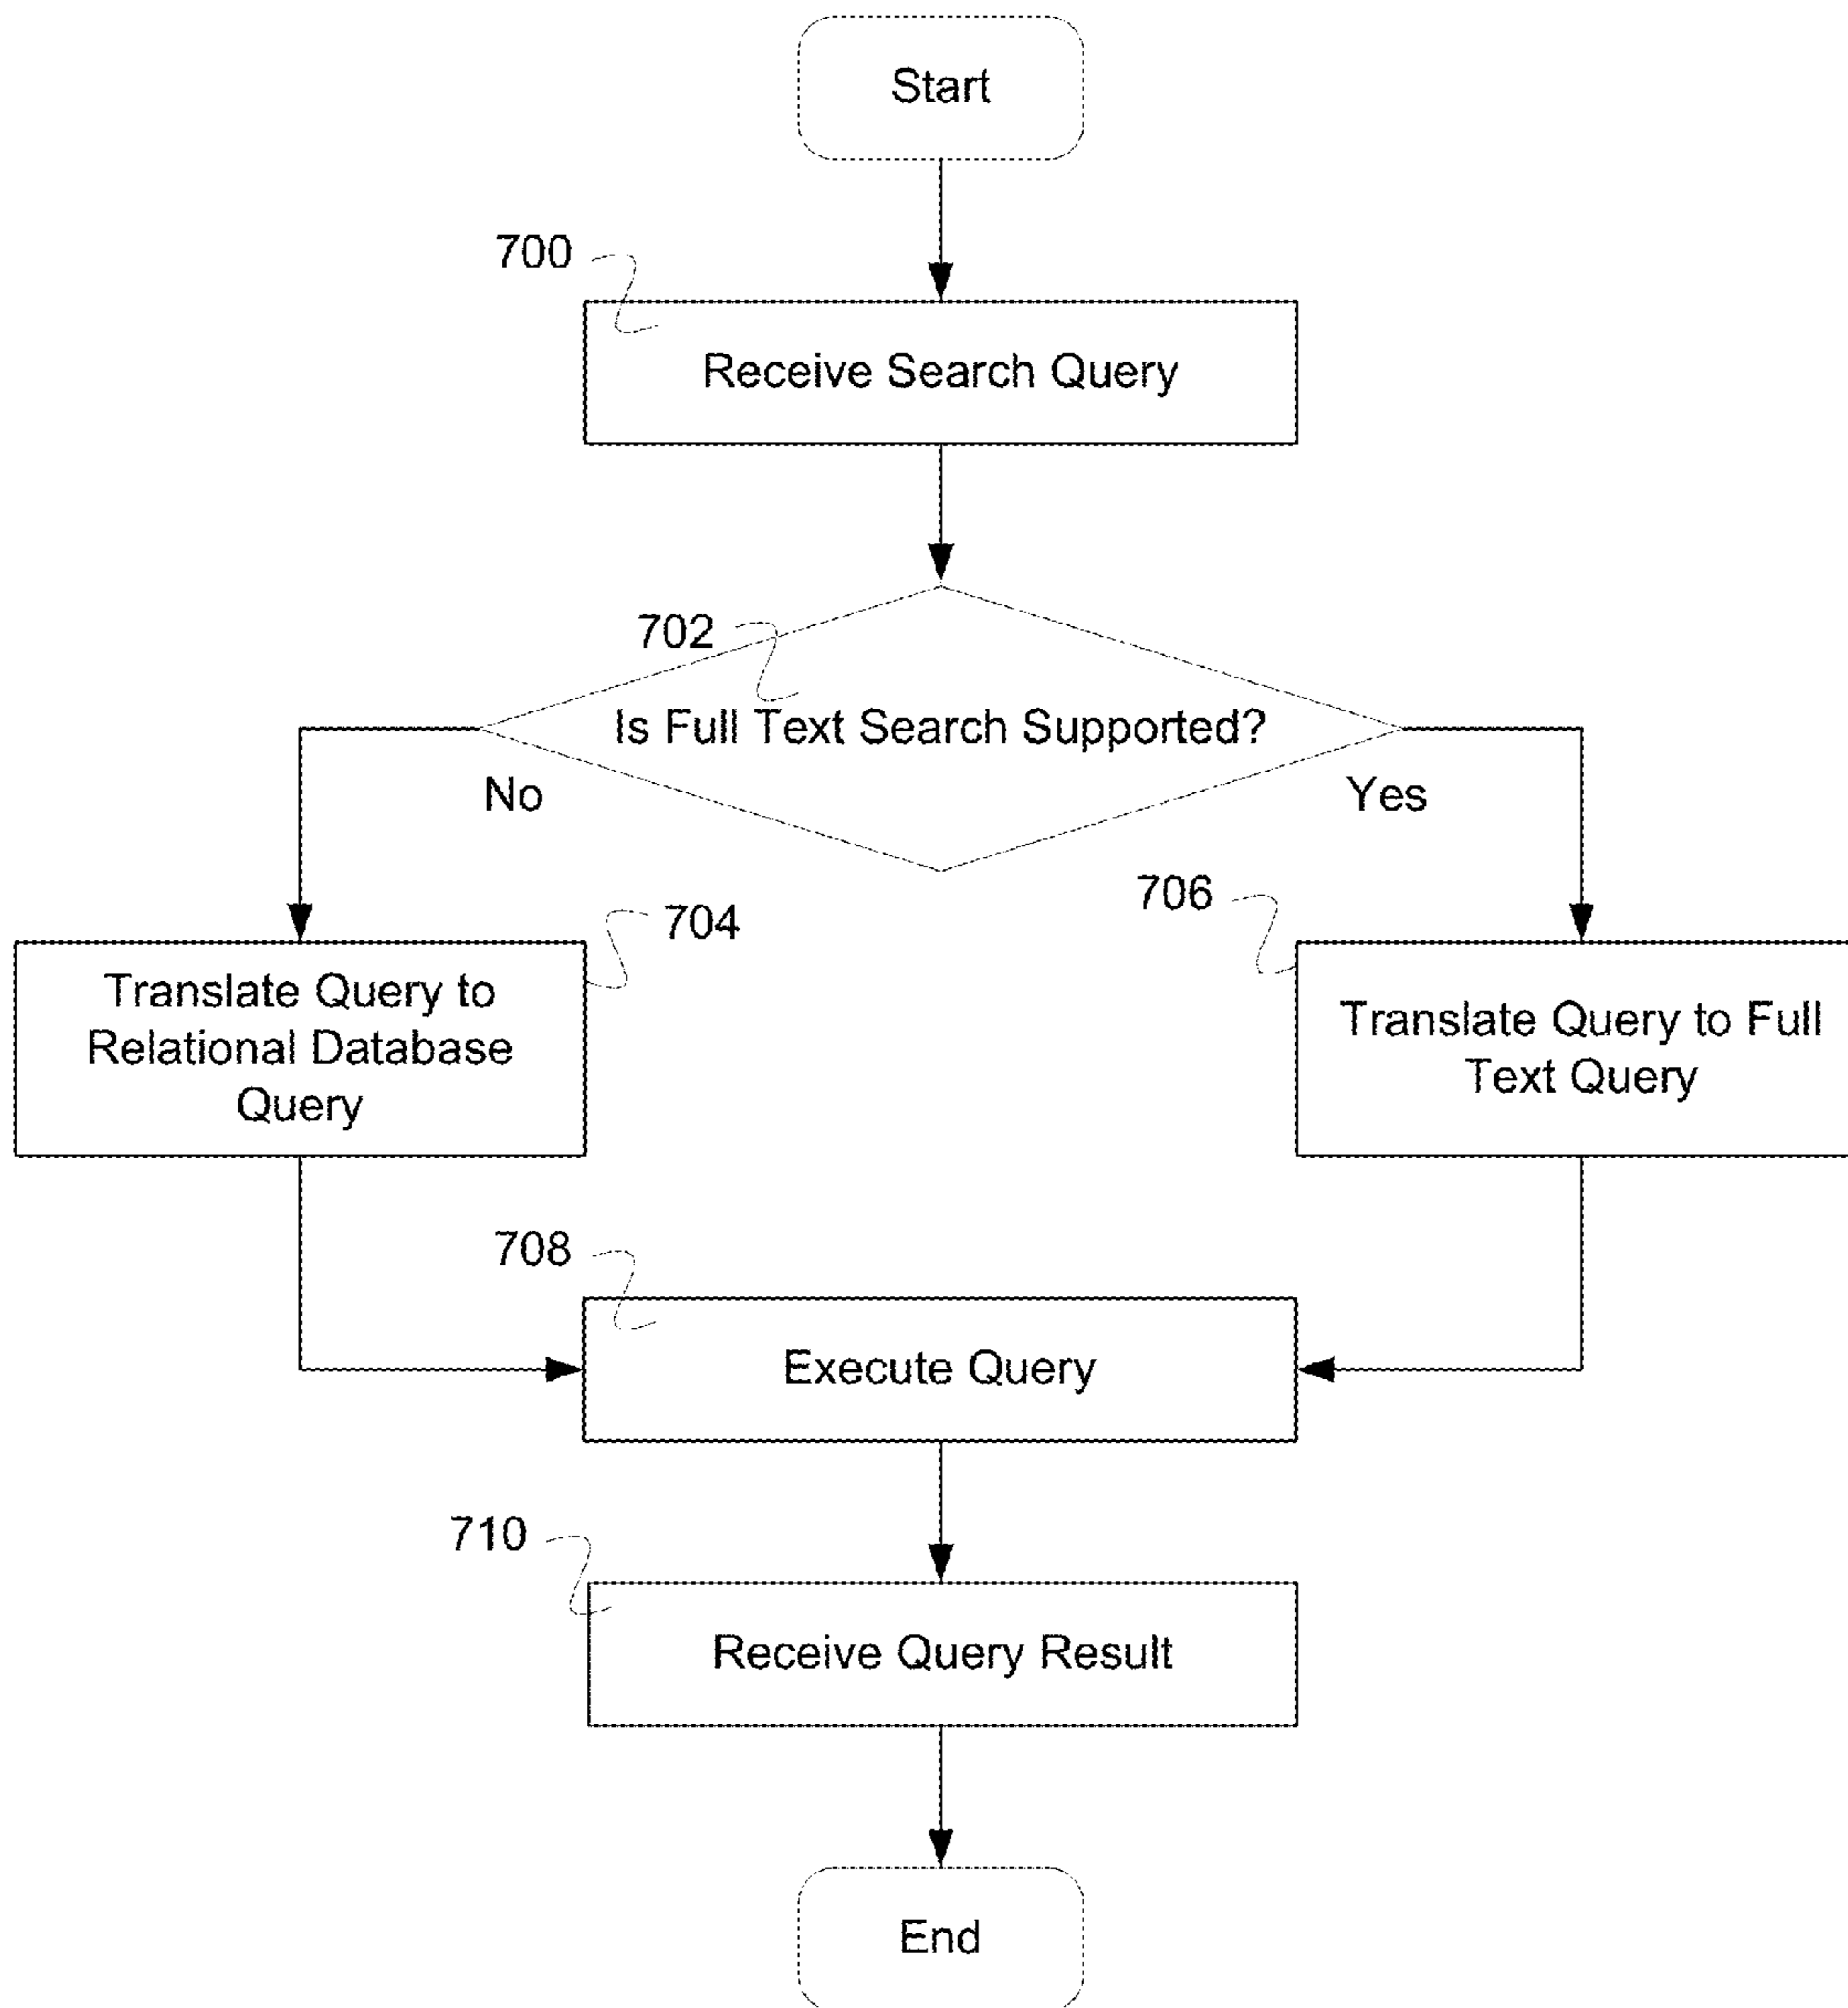 Start
700
Receive Search Query
702
Is Full Text Search Supported?
No
Yes
704
706
Translate Query to
Relational Database
Query
Translate Query to Full
Text Query
708
Execute Query
710
Receive Query Result
End